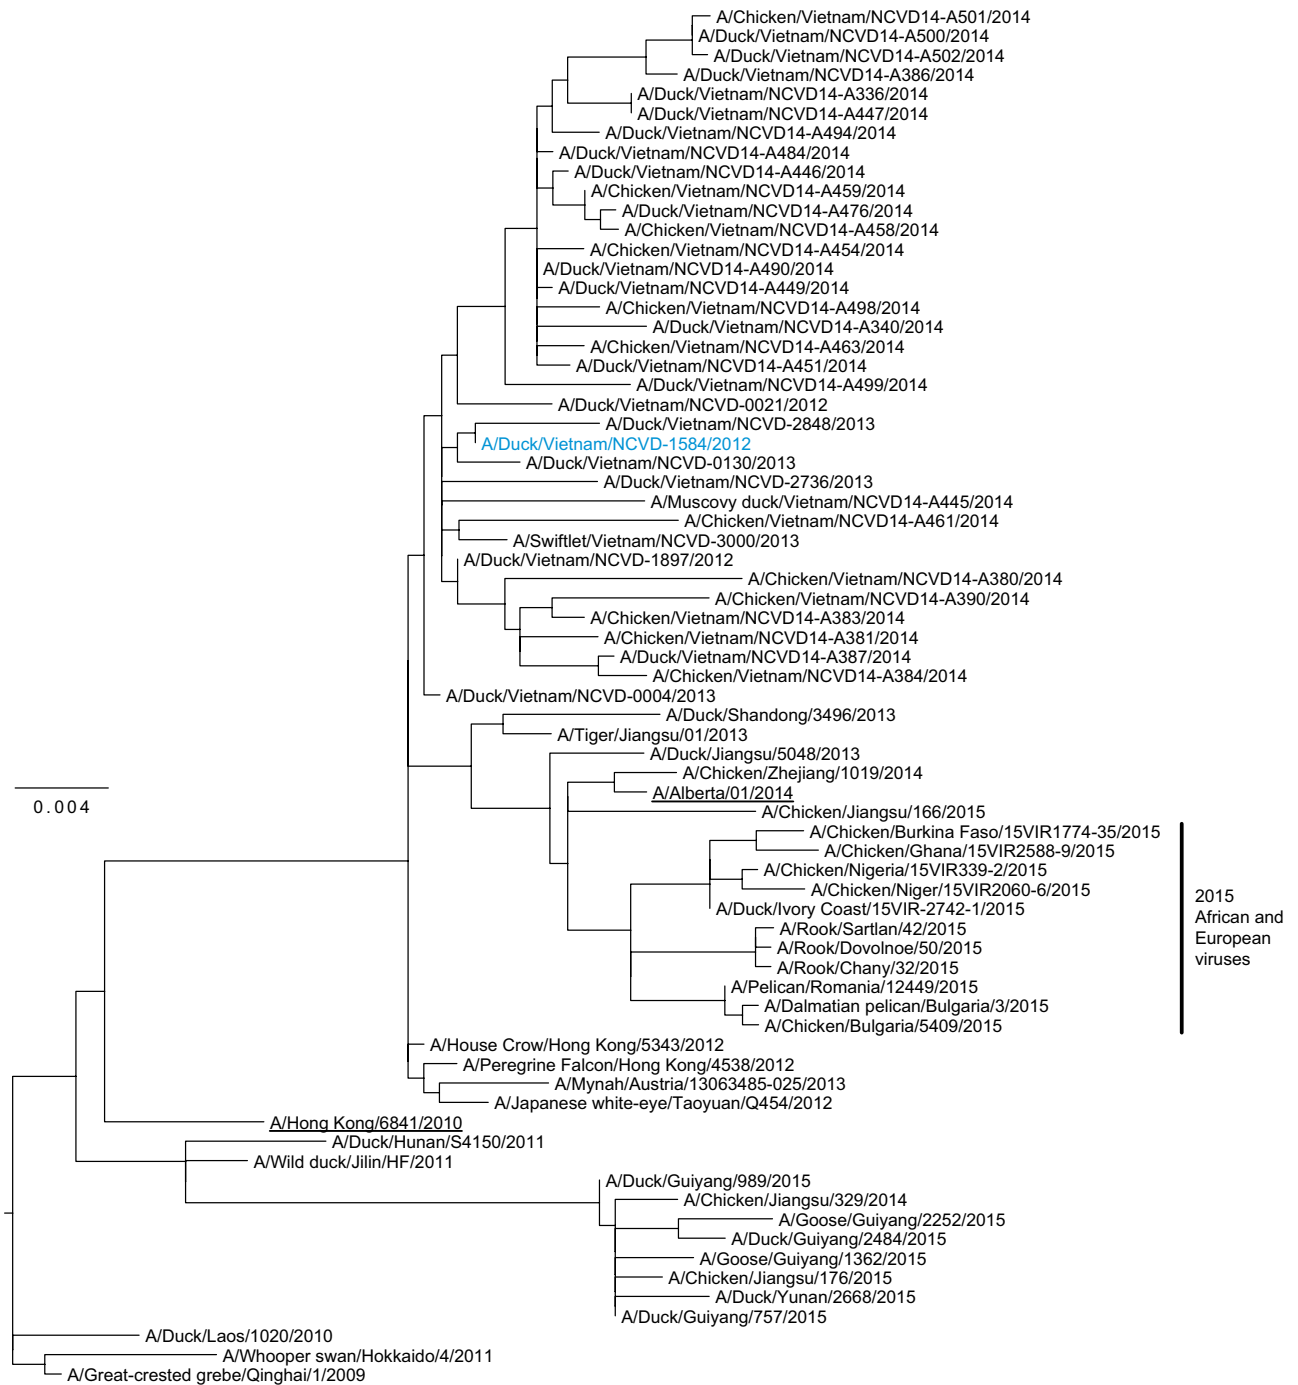 A/Chicken/Vietnam/NCVD14-A501/2014
A/Duck/Vietnam/NCVD14-A500/2014
A/Duck/Vietnam/NCVD14-A502/2014
A/Duck/Vietnam/NCVD14-A386/2014
A/Duck/Vietnam/NCVD14-A336/2014
A/Duck/Vietnam/NCVD14-A447/2014
A/Duck/Vietnam/NCVD14-A494/2014
A/Duck/Vietnam/NCVD14-A484/2014
A/Duck/Vietnam/NCVD14-A446/2014
A/Chicken/Vietnam/NCVD14-A459/2014
A/Duck/Vietnam/NCVD14-A476/2014
A/Chicken/Vietnam/NCVD14-A458/2014
A/Chicken/Vietnam/NCVD14-A454/2014
A/Duck/Vietnam/NCVD14-A490/2014
A/Duck/Vietnam/NCVD14-A449/2014
A/Chicken/Vietnam/NCVD14-A498/2014
A/Duck/Vietnam/NCVD14-A340/2014
A/Chicken/Vietnam/NCVD14-A463/2014
A/Duck/Vietnam/NCVD14-A451/2014
A/Duck/Vietnam/NCVD14-A499/2014
A/Duck/Vietnam/NCVD-0021/2012
A/Duck/Vietnam/NCVD-2848/2013
A/Duck/Vietnam/NCVD-1584/2012
A/Duck/Vietnam/NCVD-0130/2013
A/Duck/Vietnam/NCVD-2736/2013
A/Muscovy duck/Vietnam/NCVD14-A445/2014
A/Chicken/Vietnam/NCVD14-A461/2014
A/Swiftlet/Vietnam/NCVD-3000/2013
A/Duck/Vietnam/NCVD-1897/2012
A/Chicken/Vietnam/NCVD14-A380/2014
A/Chicken/Vietnam/NCVD14-A390/2014
A/Chicken/Vietnam/NCVD14-A383/2014
A/Chicken/Vietnam/NCVD14-A381/2014
A/Duck/Vietnam/NCVD14-A387/2014
A/Chicken/Vietnam/NCVD14-A384/2014
A/Duck/Vietnam/NCVD-0004/2013
A/Duck/Shandong/3496/2013
A/Tiger/Jiangsu/01/2013
A/Duck/Jiangsu/5048/2013
A/Chicken/Zhejiang/1019/2014
A/Alberta/01/2014
0.004
A/Chicken/Jiangsu/166/2015
A/Chicken/Burkina Faso/15VIR1774-35/2015
A/Chicken/Ghana/15VIR2588-9/2015
A/Chicken/Nigeria/15VIR339-2/2015
A/Chicken/Niger/15VIR2060-6/2015
A/Duck/Ivory Coast/15VIR-2742-1/2015
A/Rook/Sartlan/42/2015
A/Rook/Dovolnoe/50/2015
A/Rook/Chany/32/2015
A/Pelican/Romania/12449/2015
A/Dalmatian pelican/Bulgaria/3/2015
A/Chicken/Bulgaria/5409/2015
2015
African and
European
viruses
A/House Crow/Hong Kong/5343/2012
A/Peregrine Falcon/Hong Kong/4538/2012
A/Mynah/Austria/13063485-025/2013
A/Japanese white-eye/Taoyuan/Q454/2012
A/Hong Kong/6841/2010
A/Duck/Hunan/S4150/2011
A/Wild duck/Jilin/HF/2011
A/Duck/Guiyang/989/2015
A/Chicken/Jiangsu/329/2014
A/Goose/Guiyang/2252/2015
A/Duck/Guiyang/2484/2015
A/Goose/Guiyang/1362/2015
A/Chicken/Jiangsu/176/2015
A/Duck/Yunan/2668/2015
A/Duck/Guiyang/757/2015
A/Duck/Laos/1020/2010
A/Whooper swan/Hokkaido/4/2011
A/Great-crested grebe/Qinghai/1/2009